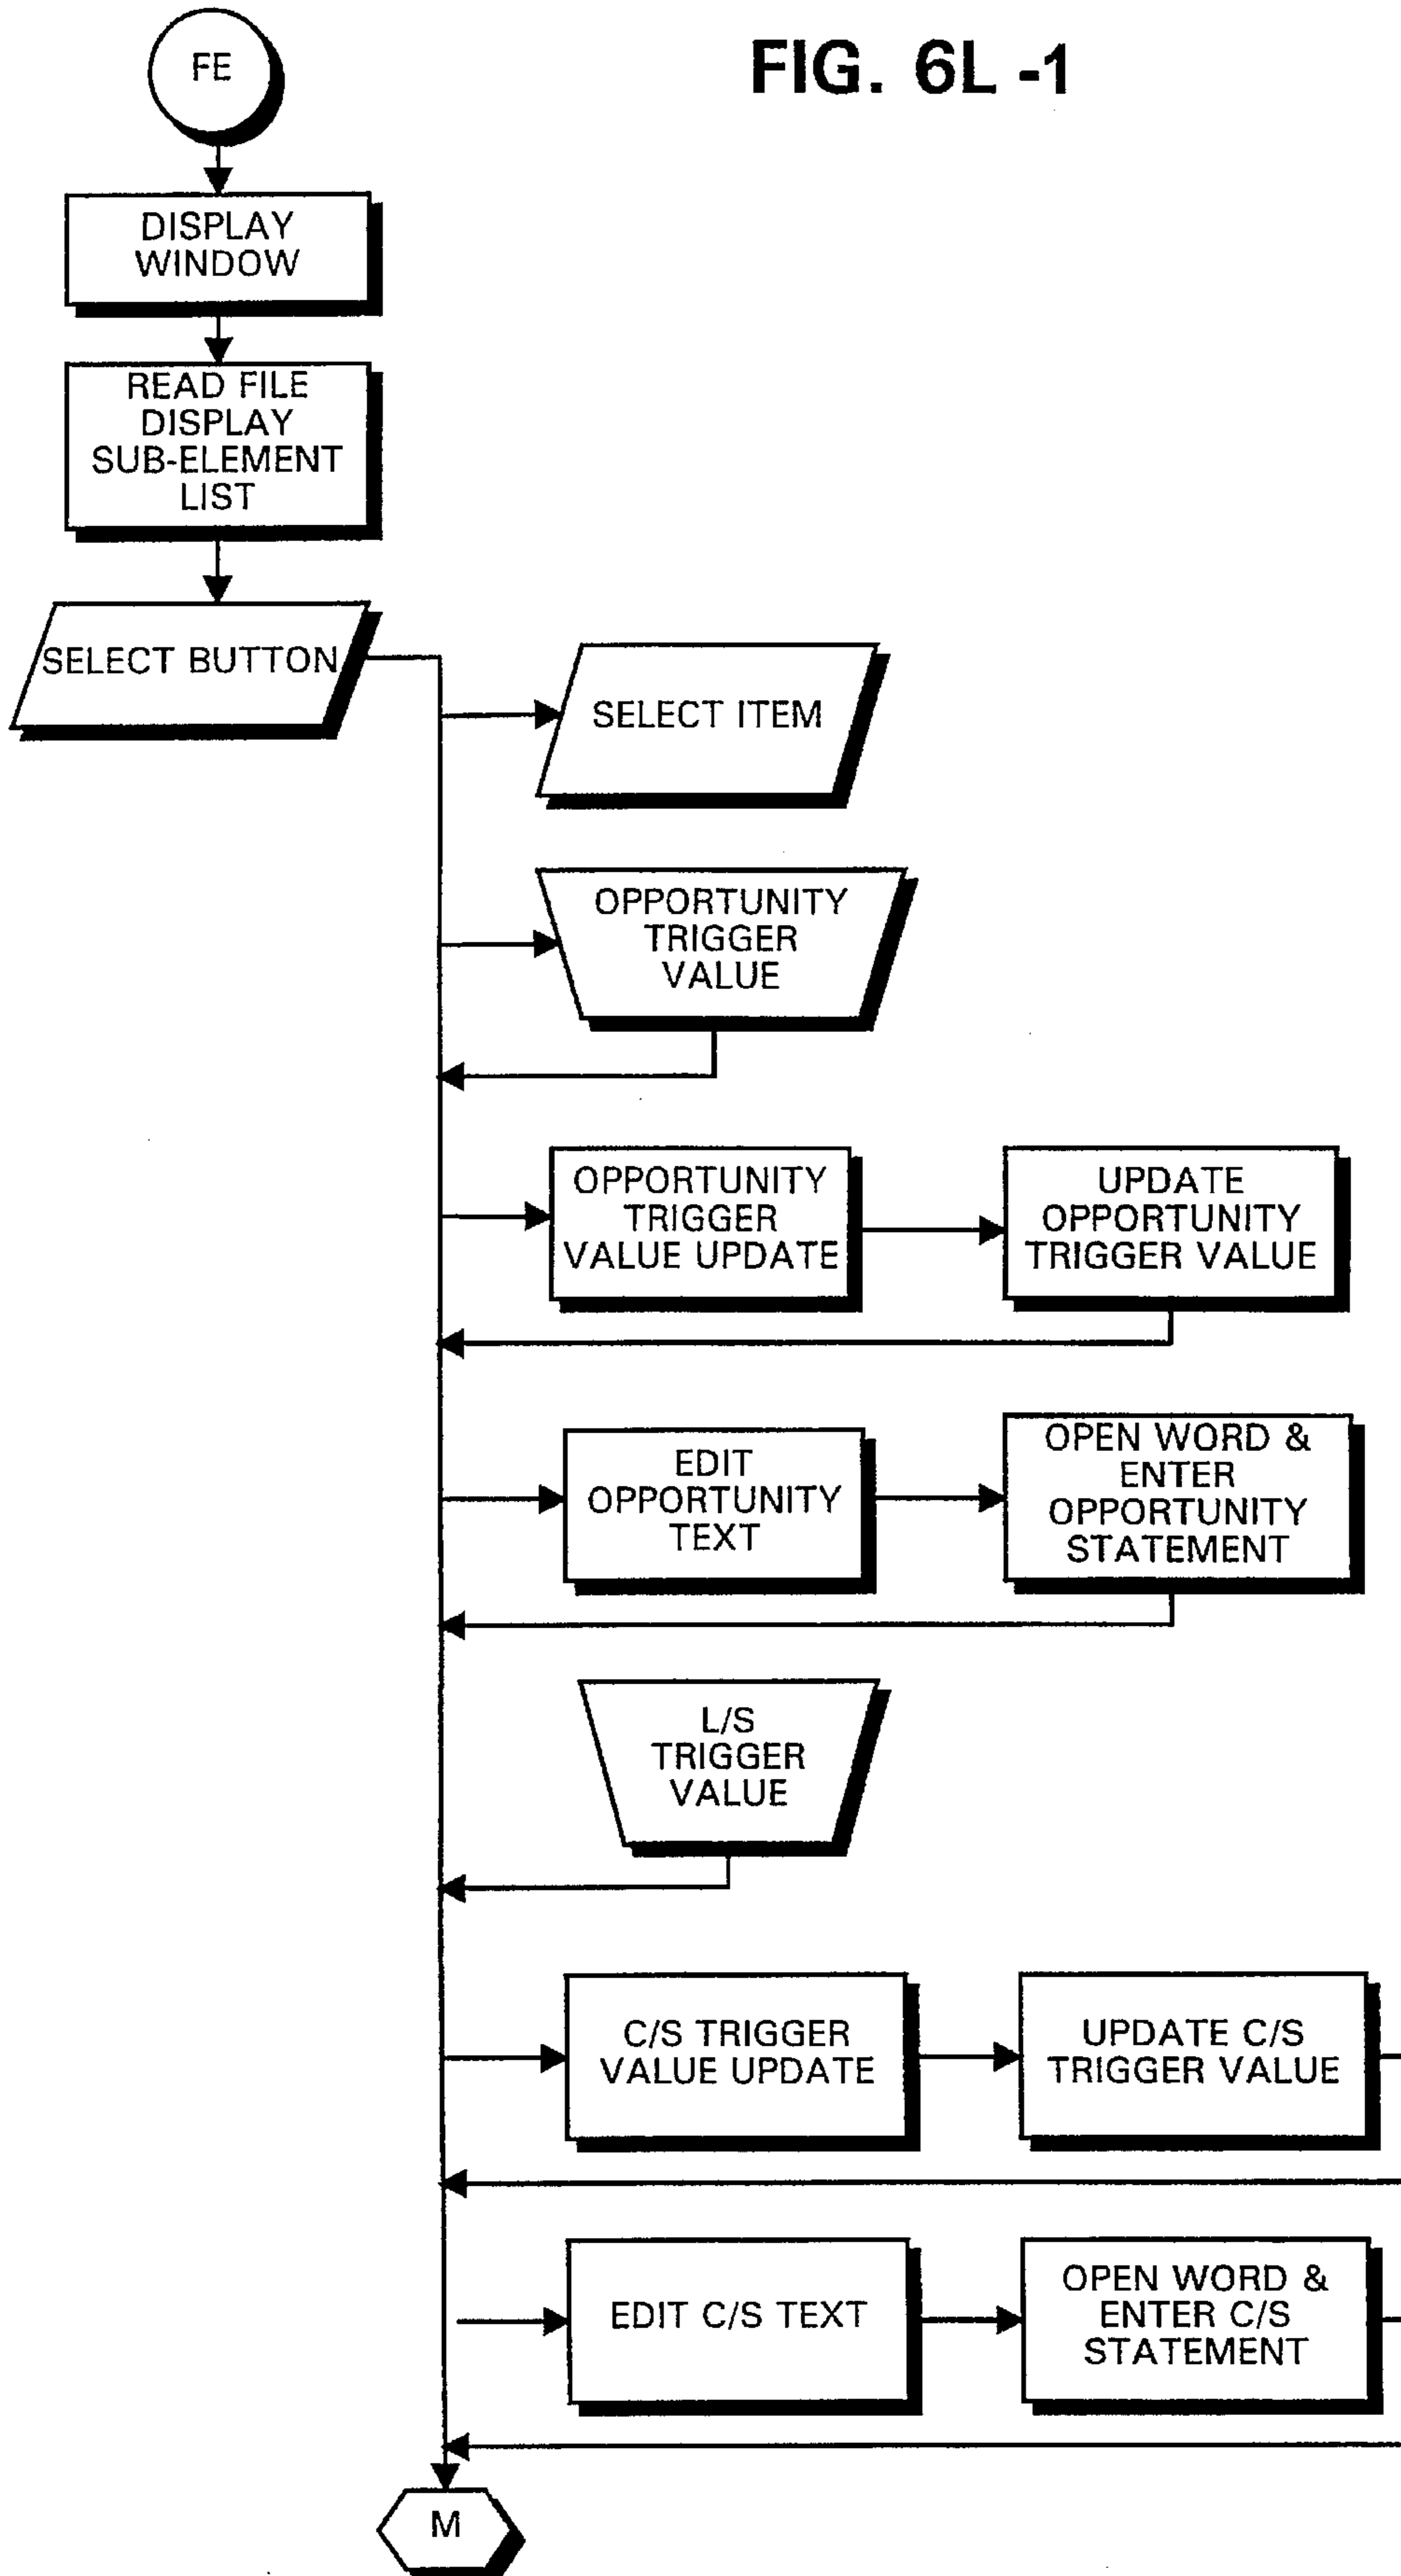 FIG. 6L -1
FE
DISPLAY
WINDOW
READ FILE
DISPLAY
SUB-ELEMENT
LIST
SELECT BUTTON
SELECT ITEM
OPPORTUNITY
TRIGGER
VALUE
OPPORTUNITY
TRIGGER
VALUE UPDATE
UPDATE
OPPORTUNITY
TRIGGER VALUE
EDIT
OPPORTUNITY
TEXT
OPEN WORD &
ENTER
OPPORTUNITY
STATEMENT
L/S
TRIGGER
VALUE
C/S TRIGGER
VALUE UPDATE
UPDATE C/S
TRIGGER VALUE
EDIT C/S TEXT
OPEN WORD &
ENTER C/S
STATEMENT
M